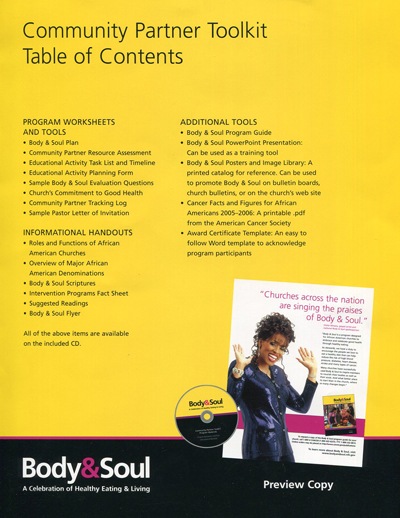 Community Partner Toolkit
Table of Contents
PROGRAM WORKSHEETS
AND TOOLS
• Body & Soul Plan
• Community Partner Resource Assessment
• Educational Activity Task List and Timeline
• Educational Activity Planning Form
• Sample Body & Soul Evaluation Questions
• Church's Commitment to Good Health
• Community Partner Tracking Log
• Sample Pastor Letter of Invitation
INFORMATIONAL HANDOUTS
• Roles and Functions of African
American Churches
• Overview of Major African
American Denominations
• Body & Soul Scriptures
• Intervention Programs Fact Sheet
• Suggested Readings
• Body & Soul Flyer
All of the above items are available
on the included CD.
ADDITIONAL TOOLS
• Body & Soul Program Guide
• Body & Soul PowerPoint Presentation:
Can be used as a training tool
• Body & Soul Posters and Image Library: A
printed catalog for reference. Can be used
to promote Body & Soul on bulletin boards,
church bulletins, or on the church's web site
• Cancer Facts and Figures for African
Americans 2005–2006: A printable .pdf
from the American Cancer Society
• Award Certificate Template: An easy to
follow Word template to acknowledge
program participants
"Churches across the nation
are singing the praises
of Body & Soul."
Body&Soul
Body&Soul
A Celebration of Healthy Eating & Living
Preview Copy